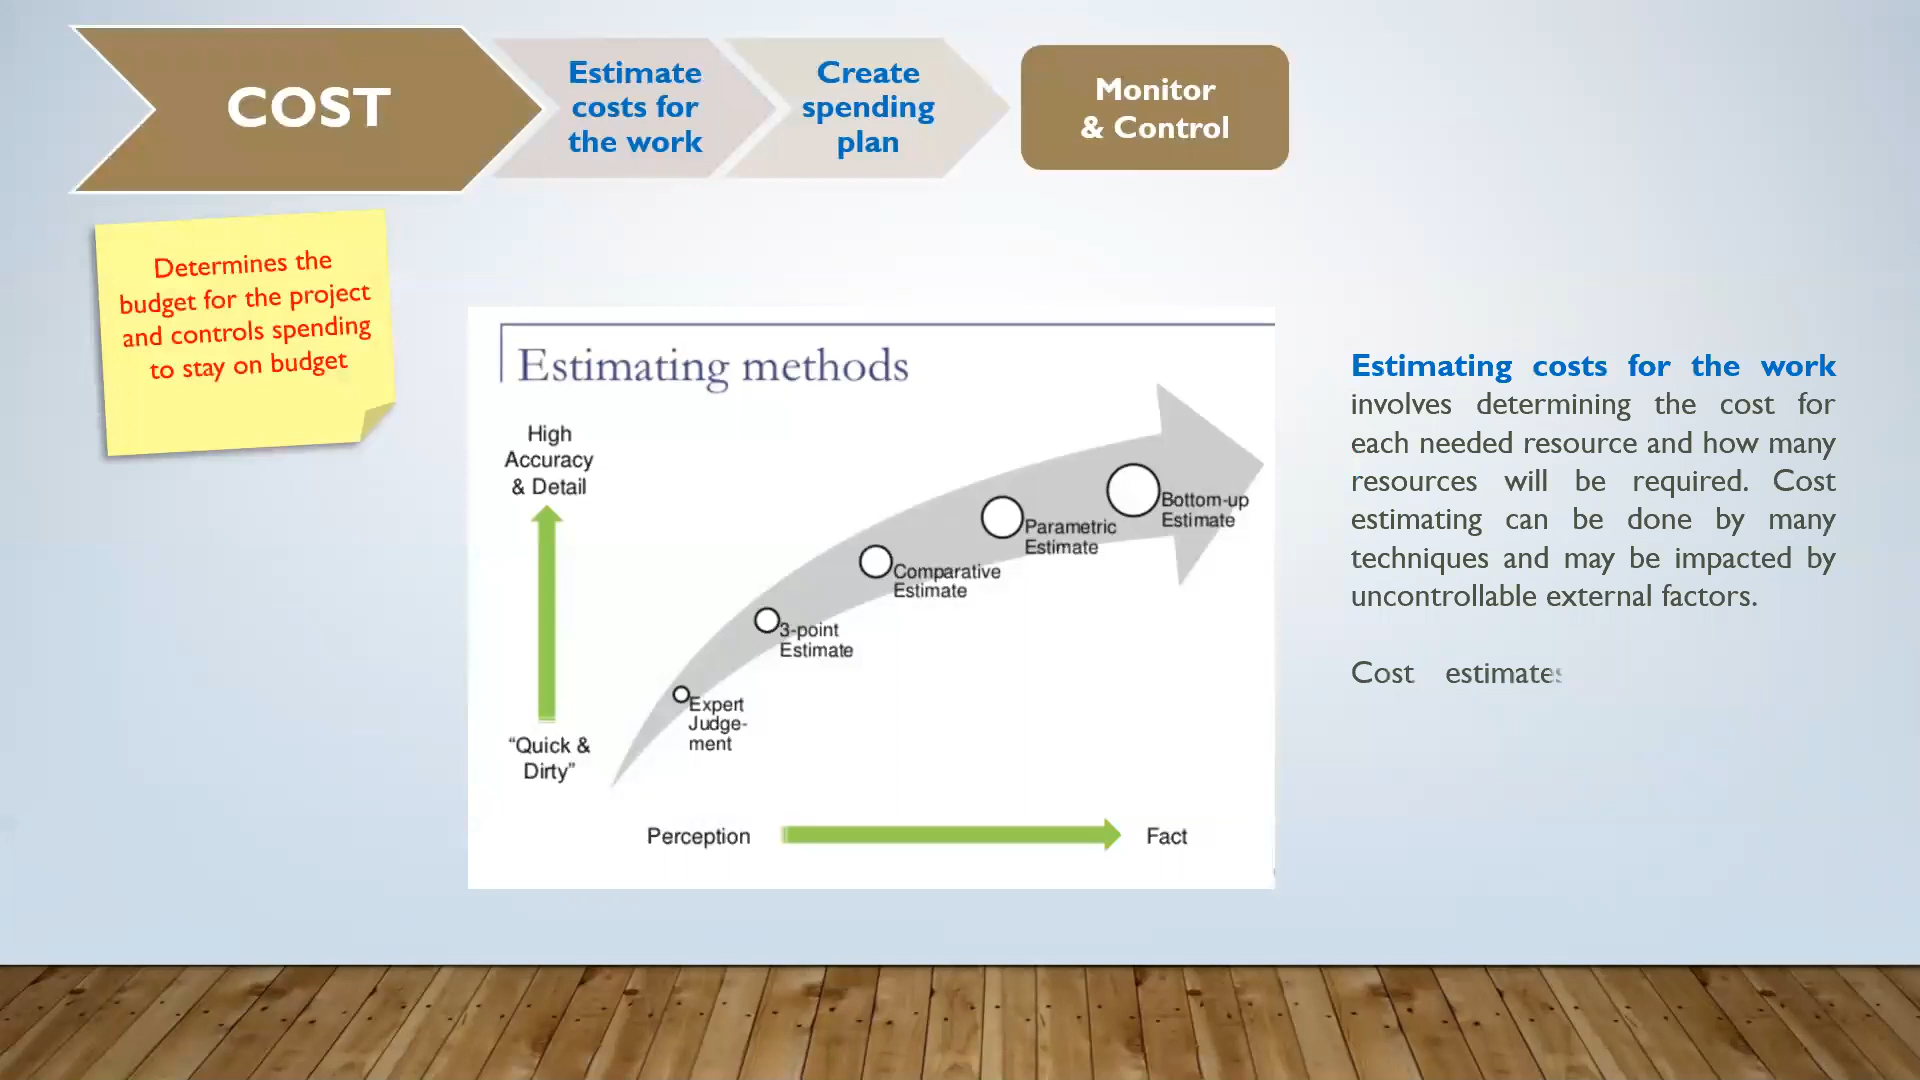 COST
Estimate
costs for
the work
Create
spending
plan
Monitor
& Control
Determines the
budget for the project
and controls spending
to stay on budget
Estimating methods
High
Accuracy
& Detail
"Quick &
Dirty"
Expert
Judge-
ment
3-point
Estimate
Comparative
Estimate
Parametric
Estimate
Bottom-up
Estimate
Perception
Fact
Estimating costs for the work
involves determining the cost for
each needed resource and how many
resources will be required. Cost
estimating can be done by many
techniques and may be impacted by
uncontrollable external factors.
Cost estimates